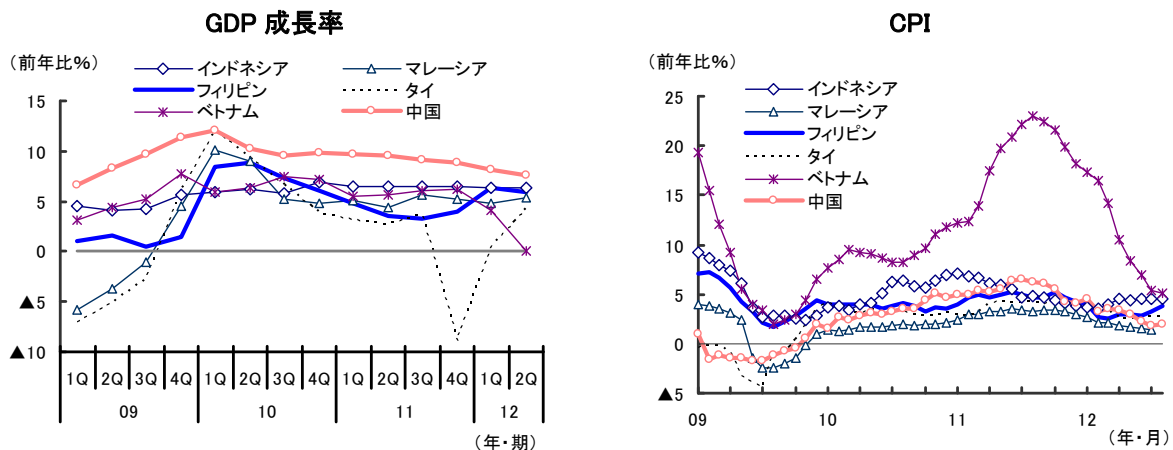 GDP 成長率
（前年比%）
インドネシア
マレーシア
フィリピン
タイ
ベトナム
中国
15
10
5
0
▲5
▲10
1Q 2Q 3Q 4Q 1Q 2Q 3Q 4Q 1Q 2Q 3Q 4Q 1Q 2Q
09 10 11 12
（年・期）
CPI
（前年比%）
インドネシア
マレーシア
フィリピン
タイ
ベトナム
中国
25
20
15
10
5
0
▲5
09 10 11 12
（年・月）